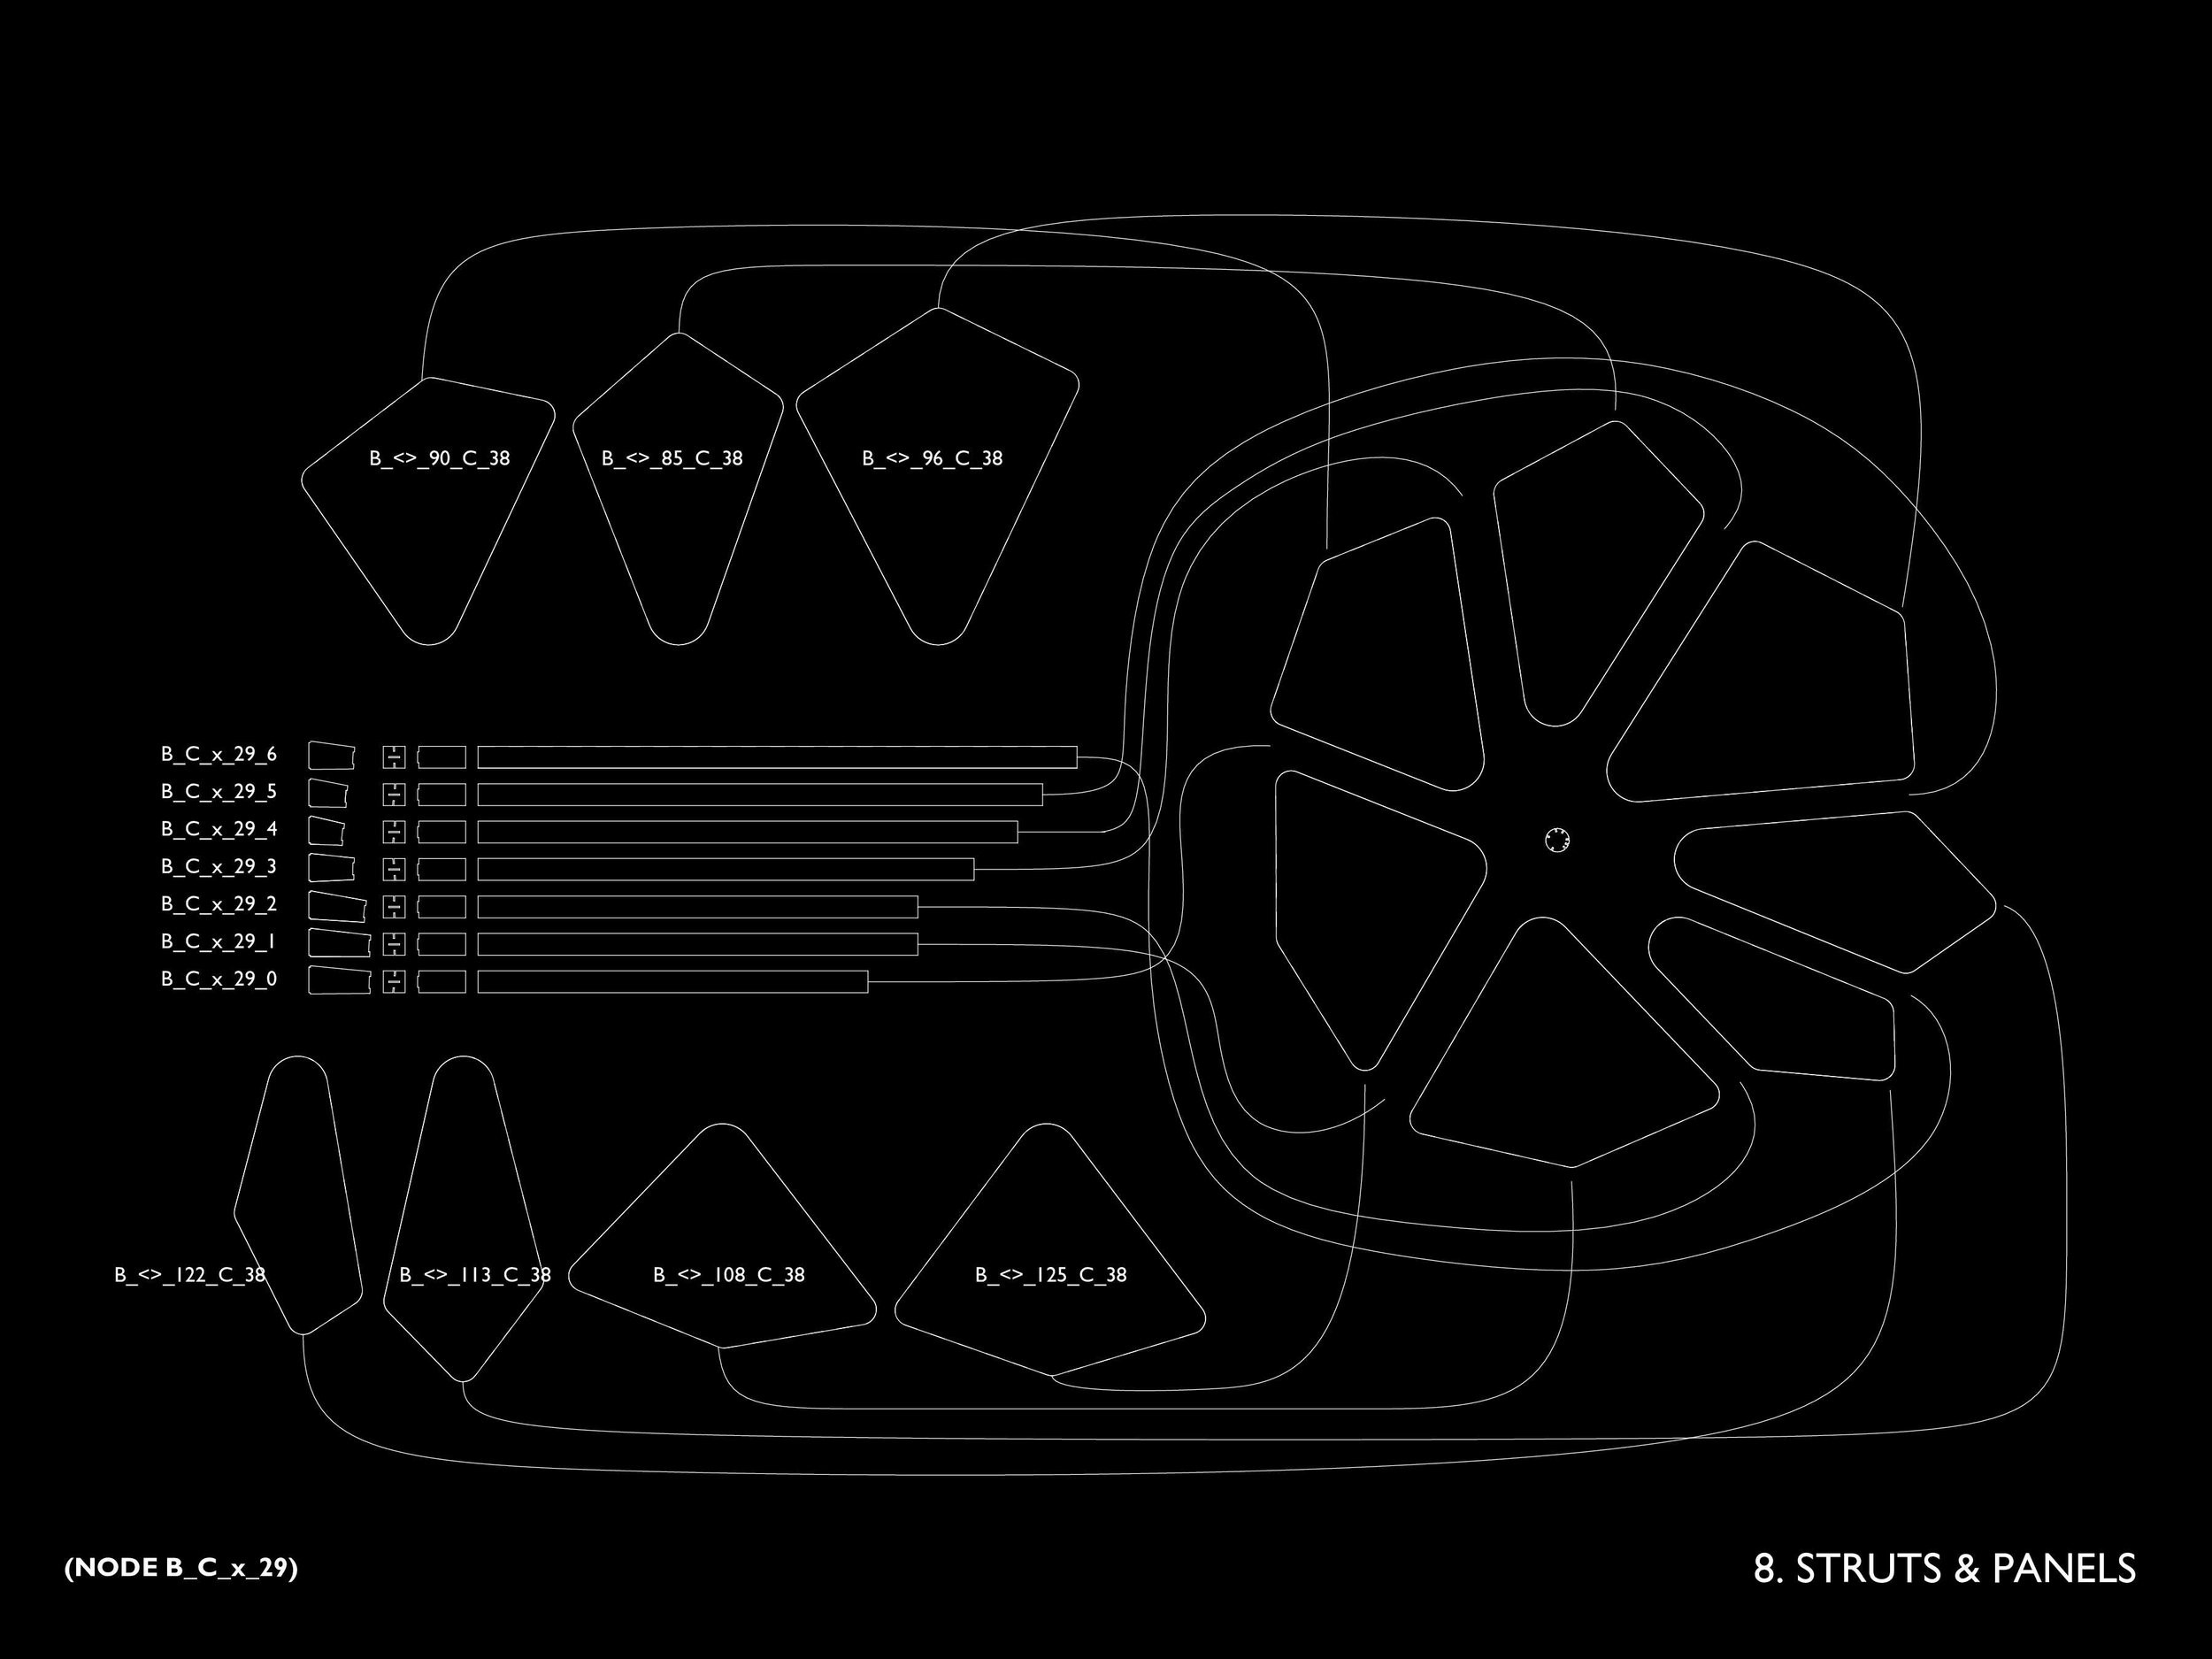 B_<>_90_C_38
B_<>_85_C_38
B_<>_96_C_38
B_C_x_29_6
B_C_x_29_5
B_C_x_29_4
B_C_x_29_3
B_C_x_29_2
B_C_x_29_1
B_C_x_29_0
B_<>_122_C_38
B_<>_113_C_38
B_<>_108_C_38
B_<>_125_C_38
(NODE B_C_x_29)
8. STRUTS & PANELS